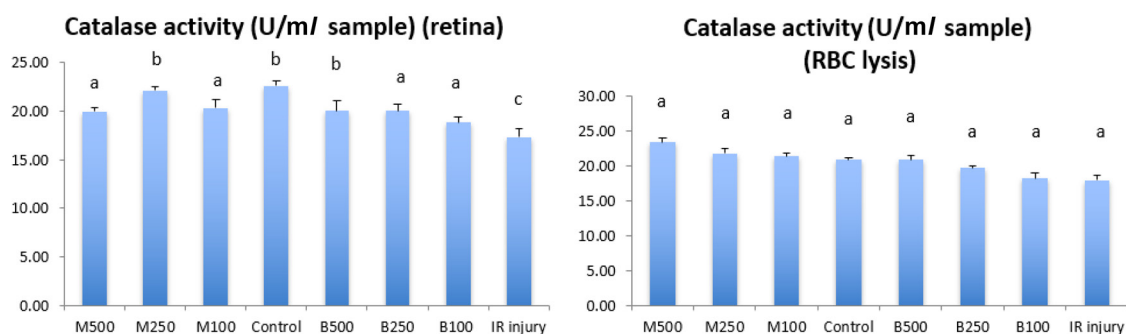 Catalase activity (U/ml sample) (retina)
25.00
20.00
15.00
10.00
5.00
0.00
a
b
a
b
b
a
a
c
M500 M250 M100 Control B500 B250 B100 IR injury
Catalase activity (U/ml sample)
(RBC lysis)
30.00
25.00
20.00
15.00
10.00
5.00
0.00
a
a
a
a
a
a
a
a
M500 M250 M100 Control B500 B250 B100 IR injury